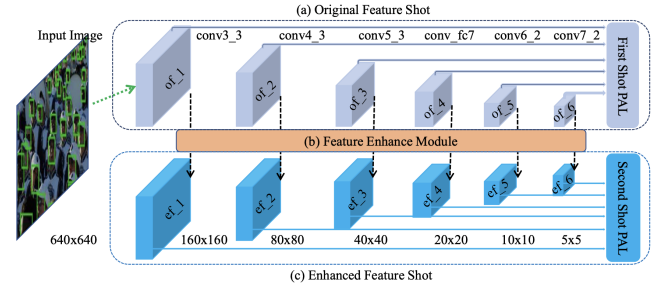 (a) Original Feature Shot
Input Image
conv3_3 conv4_3 conv5_3 conv_fc7 conv6_2 conv7_2
of_1 of_2 of_3 of_4 of_5 of_6
First Shot PAL
(b) Feature Enhance Module
ef_1 ef_2 ef_3 ef_4 ef_5 ef_6
Second Shot PAL
640x640 160x160 80x80 40x40 20x20 10x10 5x5
(c) Enhanced Feature Shot